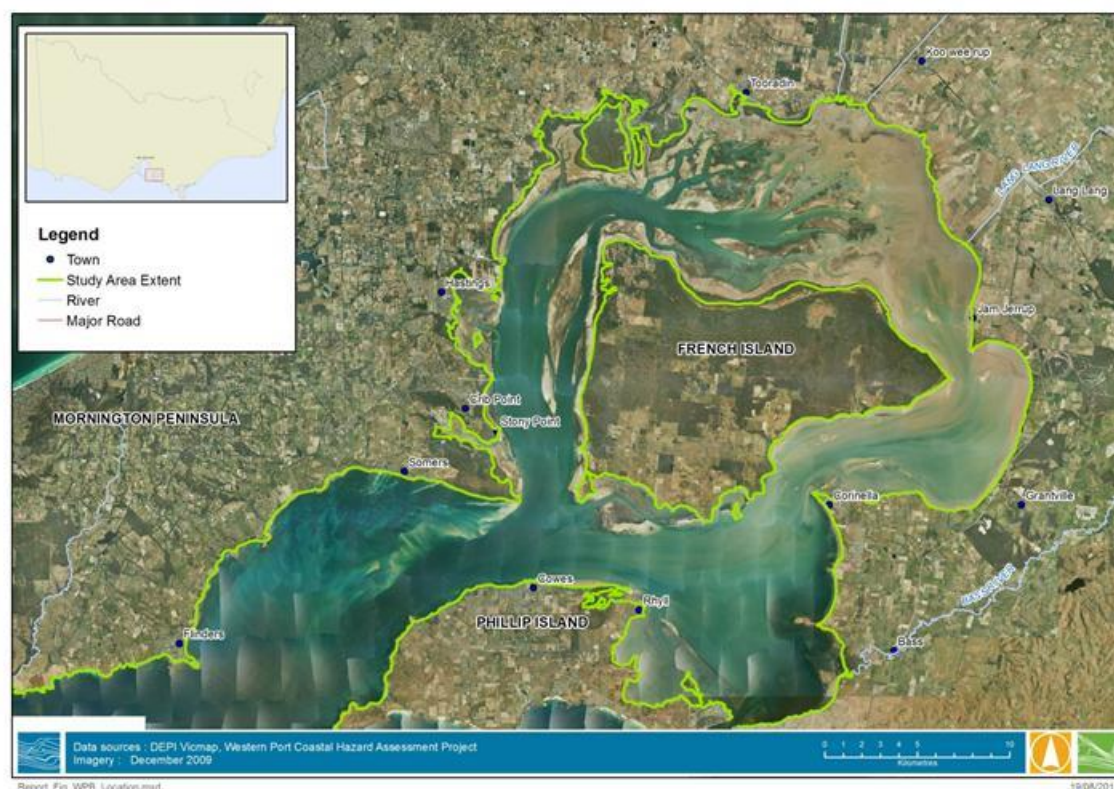 Legend
Town
Study Area Extent
River
Major Road
Koo wee rup
Tooradin
LANG LANG RIVER
Lang Lang
Hastings
Jam Jerrup
FRENCH ISLAND
Crib Point
MORNINGTON PENINSULA
Stony Point
Somers
Corinella
Grantville
Cowes
BASS RIVER
Rhyll
PHILLIP ISLAND
Flinders
Bass
Data sources : DEPI Vicmap, Western Port Coastal Hazard Assessment Project
Imagery : December 2009
0 1 2 3 4 5 10
Kilometres
Report_Fig_WPB_Location.mxd
19/08/201